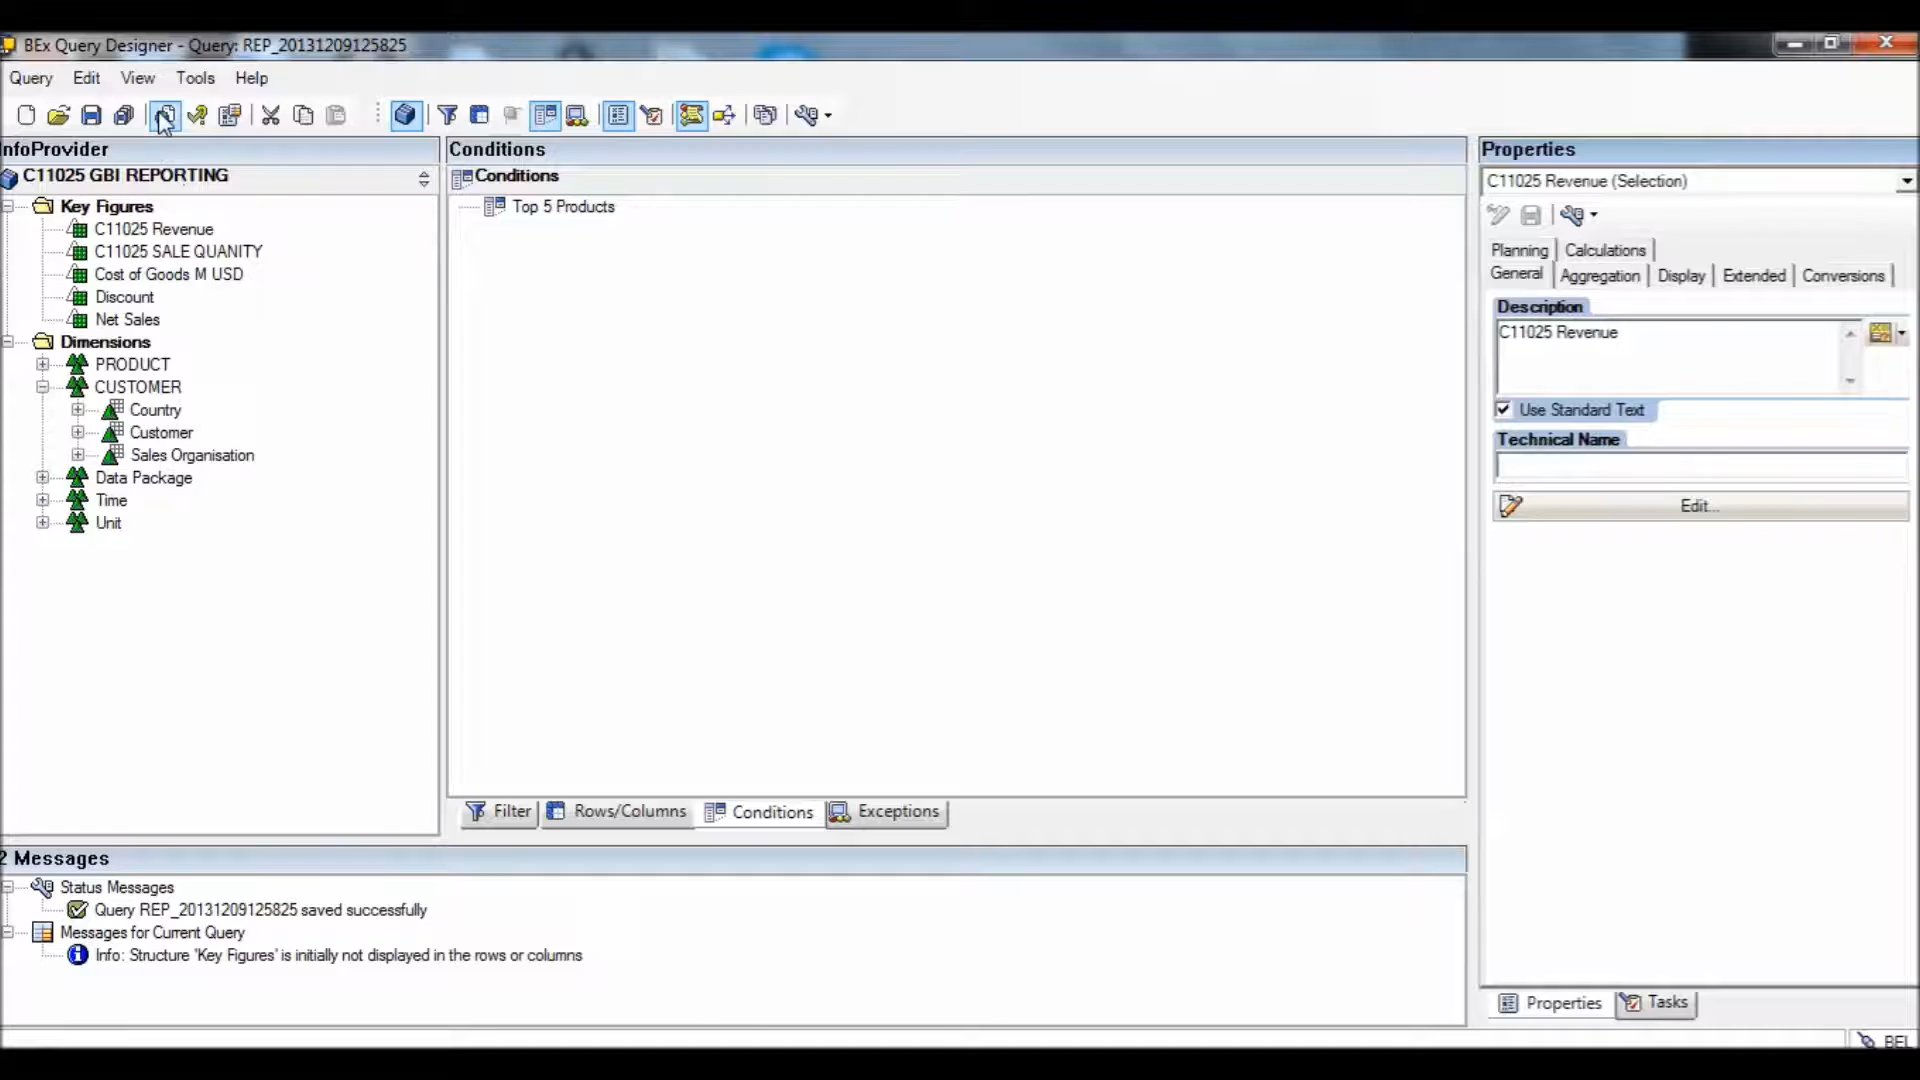 BEx Query Designer - Query: REP_20131209125825
Query Edit View Tools Help
InfoProvider
C11025 GBI REPORTING
Key Figures
C11025 Revenue
C11025 SALE QUANITY
Cost of Goods M USD
Discount
Net Sales
Dimensions
PRODUCT
CUSTOMER
Country
Customer
Sales Organisation
Data Package
Time
Unit
Conditions
Conditions
Top 5 Products
Filter Rows/Columns Conditions Exceptions
Properties
C11025 Revenue (Selection)
Planning Calculations
General Aggregation Display Extended Conversions
Description
C11025 Revenue
Use Standard Text
Technical Name
Edit...
Properties Tasks
2 Messages
Status Messages
Query REP_20131209125825 saved successfully
Messages for Current Query
Info: Structure 'Key Figures' is initially not displayed in the rows or columns
BEL